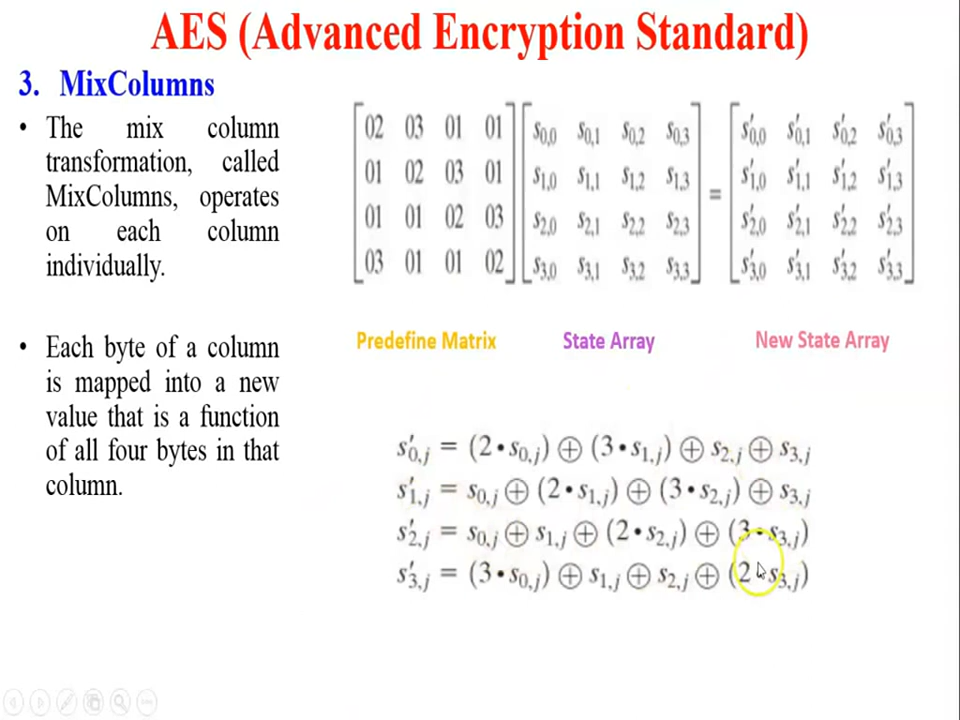 AES (Advanced Encryption Standard)
3. MixColumns
• The mix column
transformation, called
MixColumns, operates
on each column
individually.
• Each byte of a column
is mapped into a new
value that is a function
of all four bytes in that
column.
02 03 01 01 s0,0 s0,1 s0,2 s0,3 s′0,0 s′0,1 s′0,2 s′0,3
01 02 03 01 s1,0 s1,1 s1,2 s1,3 = s′1,0 s′1,1 s′1,2 s′1,3
01 01 02 03 s2,0 s2,1 s2,2 s2,3 s′2,0 s′2,1 s′2,2 s′2,3
03 01 01 02 s3,0 s3,1 s3,2 s3,3 s′3,0 s′3,1 s′3,2 s′3,3
Predefine Matrix State Array New State Array
s′0,j = (2 • s0,j) ⊕ (3 • s1,j) ⊕ s2,j ⊕ s3,j
s′1,j = s0,j ⊕ (2 • s1,j) ⊕ (3 • s2,j) ⊕ s3,j
s′2,j = s0,j ⊕ s1,j ⊕ (2 • s2,j) ⊕ (3 • s3,j)
s′3,j = (3 • s0,j) ⊕ s1,j ⊕ s2,j ⊕ (2 • s3,j)